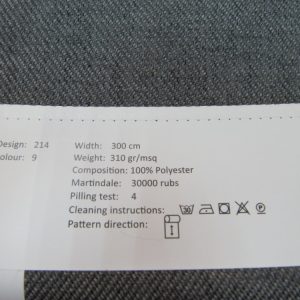 Design: 214 Width: 300 cm
olour: 9 Weight: 310 gr/msq
Composition: 100% Polyester
Martindale: 30000 rubs
Pilling test: 4
Cleaning instructions:
Pattern direction: